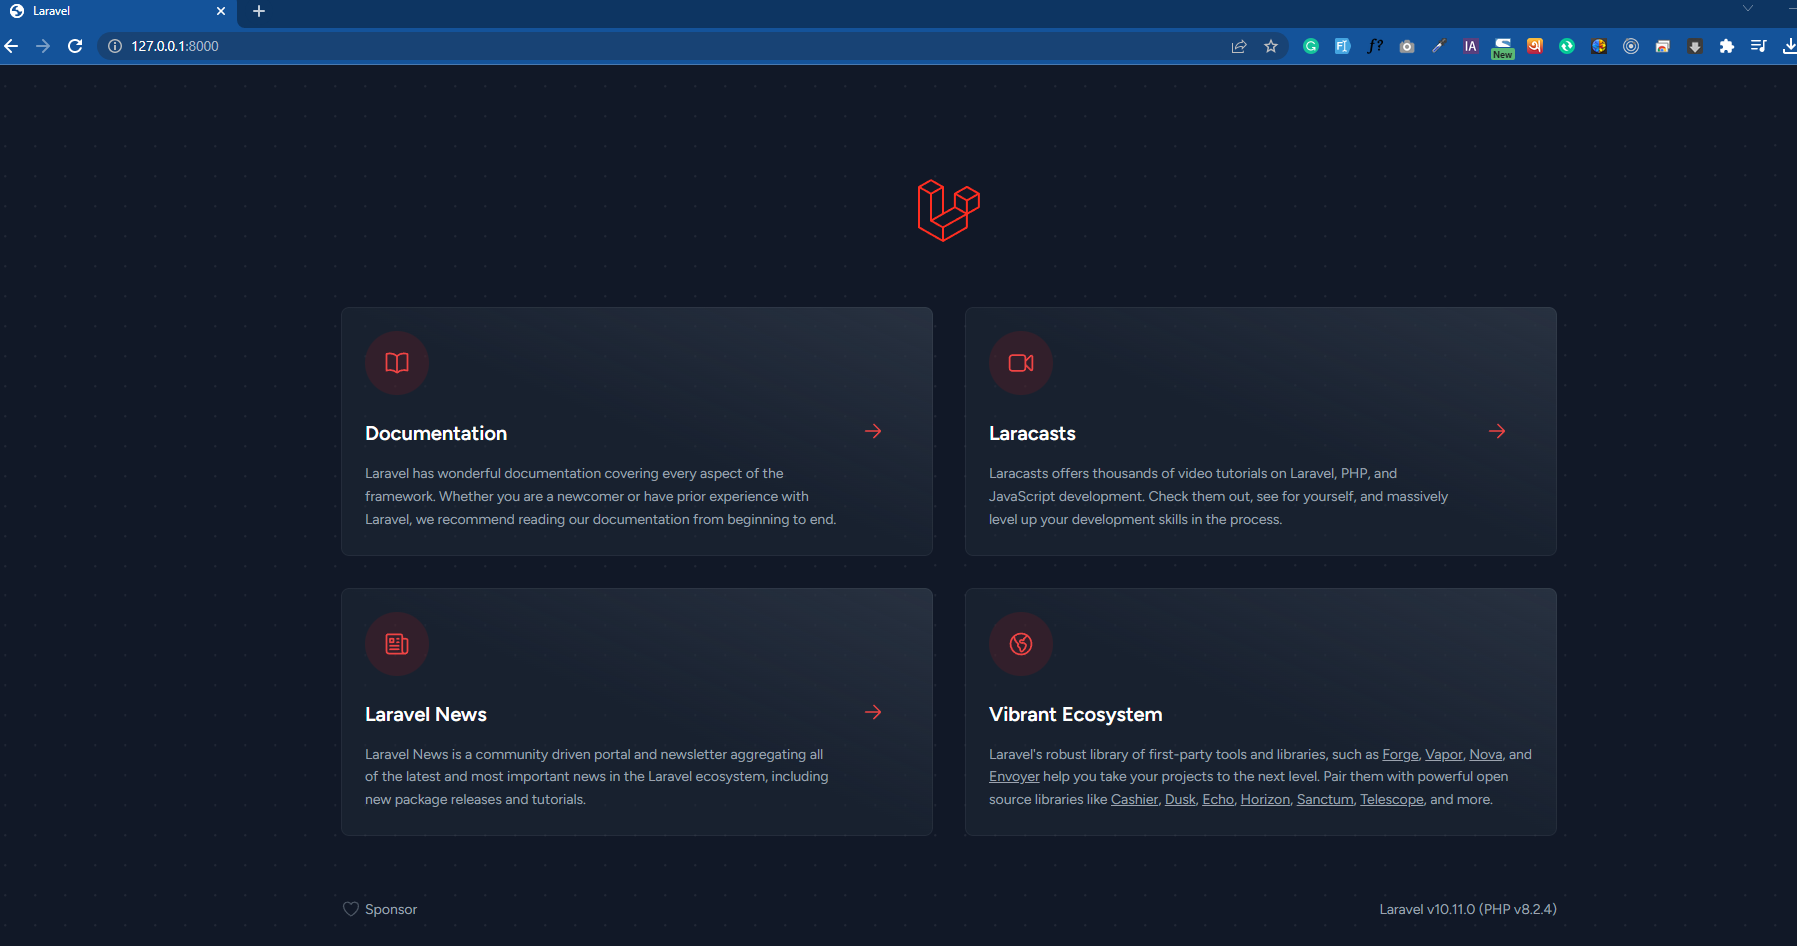 Laravel
127.0.0.1:8000
New
Documentation
Laravel has wonderful documentation covering every aspect of the
framework. Whether you are a newcomer or have prior experience with
Laravel, we recommend reading our documentation from beginning to end.
Laracasts
Laracasts offers thousands of video tutorials on Laravel, PHP, and
JavaScript development. Check them out, see for yourself, and massively
level up your development skills in the process.
Laravel News
Laravel News is a community driven portal and newsletter aggregating all
of the latest and most important news in the Laravel ecosystem, including
new package releases and tutorials.
Vibrant Ecosystem
Laravel's robust library of first-party tools and libraries, such as Forge, Vapor, Nova, and
Envoyer help you take your projects to the next level. Pair them with powerful open
source libraries like Cashier, Dusk, Echo, Horizon, Sanctum, Telescope, and more.
Sponsor
Laravel v10.11.0 (PHP v8.2.4)